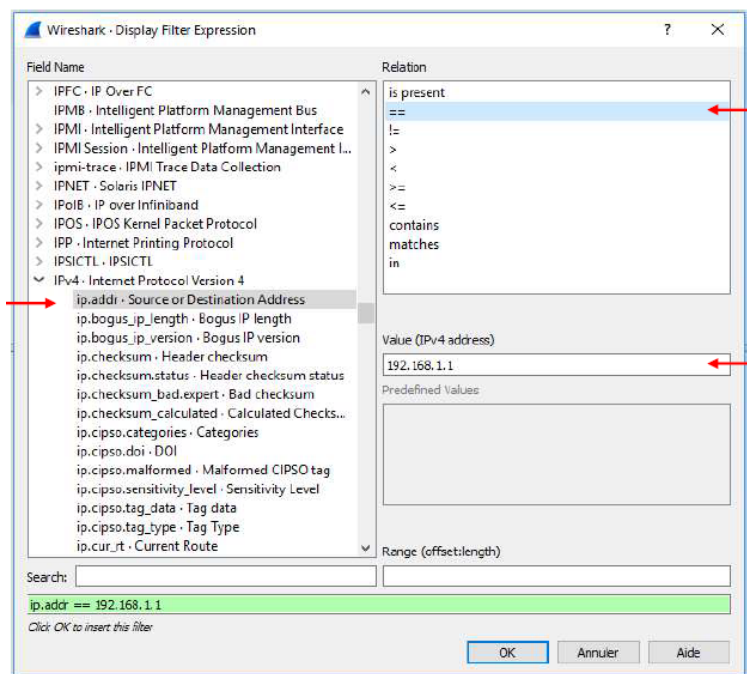 Wireshark · Display Filter Expression
?
Field Name
IPFC · IP Over FC
IPMB · Intelligent Platform Management Bus
IPMI · Intelligent Platform Management Interface
IPMI Session · Intelligent Platform Management I...
ipmi-trace · IPMI Trace Data Collection
IPNET · Solaris IPNET
IPoIB · IP over Infiniband
IPOS · IPOS Kernel Packet Protocol
IPP · Internet Printing Protocol
IPSICTL · IPSICTL
IPv4 · Internet Protocol Version 4
ip.addr · Source or Destination Address
ip.bogus_ip_length · Bogus IP length
ip.bogus_ip_version · Bogus IP version
ip.checksum · Header checksum
ip.checksum.status · Header checksum status
ip.checksum_bad.expert · Bad checksum
ip.checksum_calculated · Calculated Checks...
ip.cipso.categories · Categories
ip.cipso.doi · DOI
ip.cipso.malformed · Malformed CIPSO tag
ip.cipso.sensitivity_level · Sensitivity Level
ip.cipso.tag_data · Tag data
ip.cipso.tag_type · Tag Type
ip.cur_rt · Current Route
Search:
Relation
is present
==
!=
>
<
>=
<=
contains
matches
in
Value (IPv4 address)
192.168.1.1
Predefined Values
Range (offset:length)
ip.addr == 192.168.1.1
Click OK to insert this filter
OK
Annuler
Aide